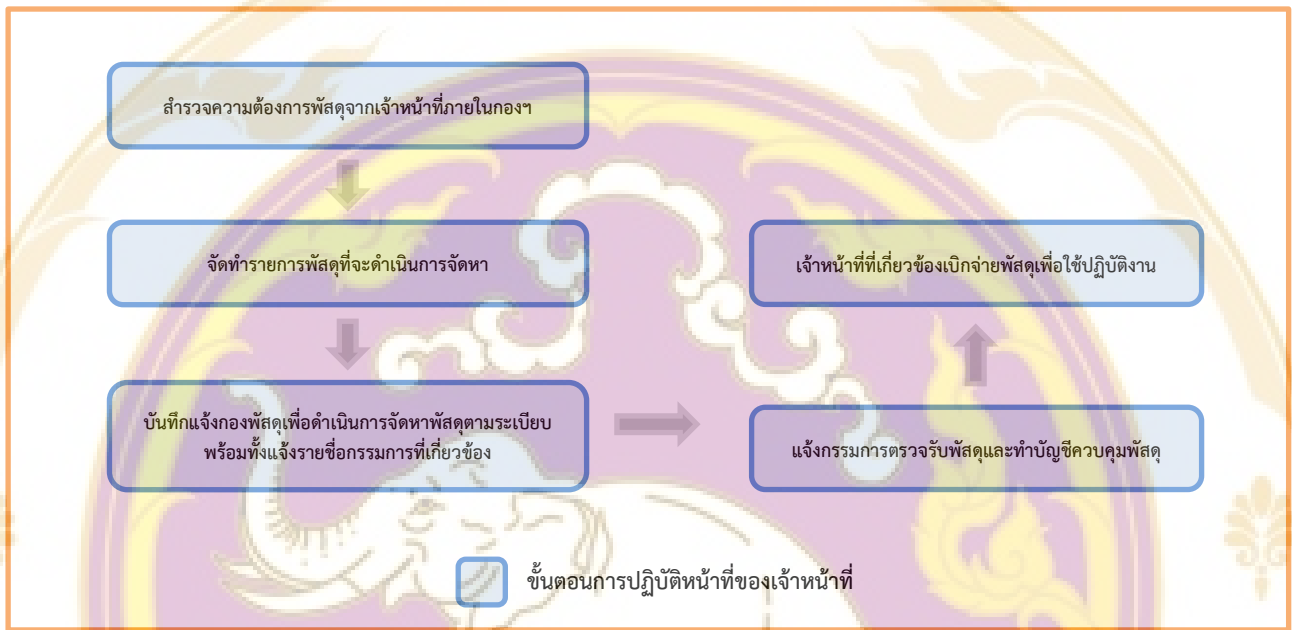 สำรวจความต้องการพัสดุจากเจ้าหน้าที่ภายในกองฯ
จัดทำรายการพัสดุที่จะดำเนินการจัดหา
บันทึกแจ้งกองพัสดุเพื่อดำเนินการจัดหาพัสดุตามระเบียบ
พร้อมทั้งแจ้งรายชื่อกรรมการที่เกี่ยวข้อง
แจ้งกรรมการตรวจรับพัสดุและทำบัญชีควบคุมพัสดุ
เจ้าหน้าที่ที่เกี่ยวข้องเบิกจ่ายพัสดุเพื่อใช้ปฏิบัติงาน
ขั้นตอนการปฏิบัติหน้าที่ของเจ้าหน้าที่